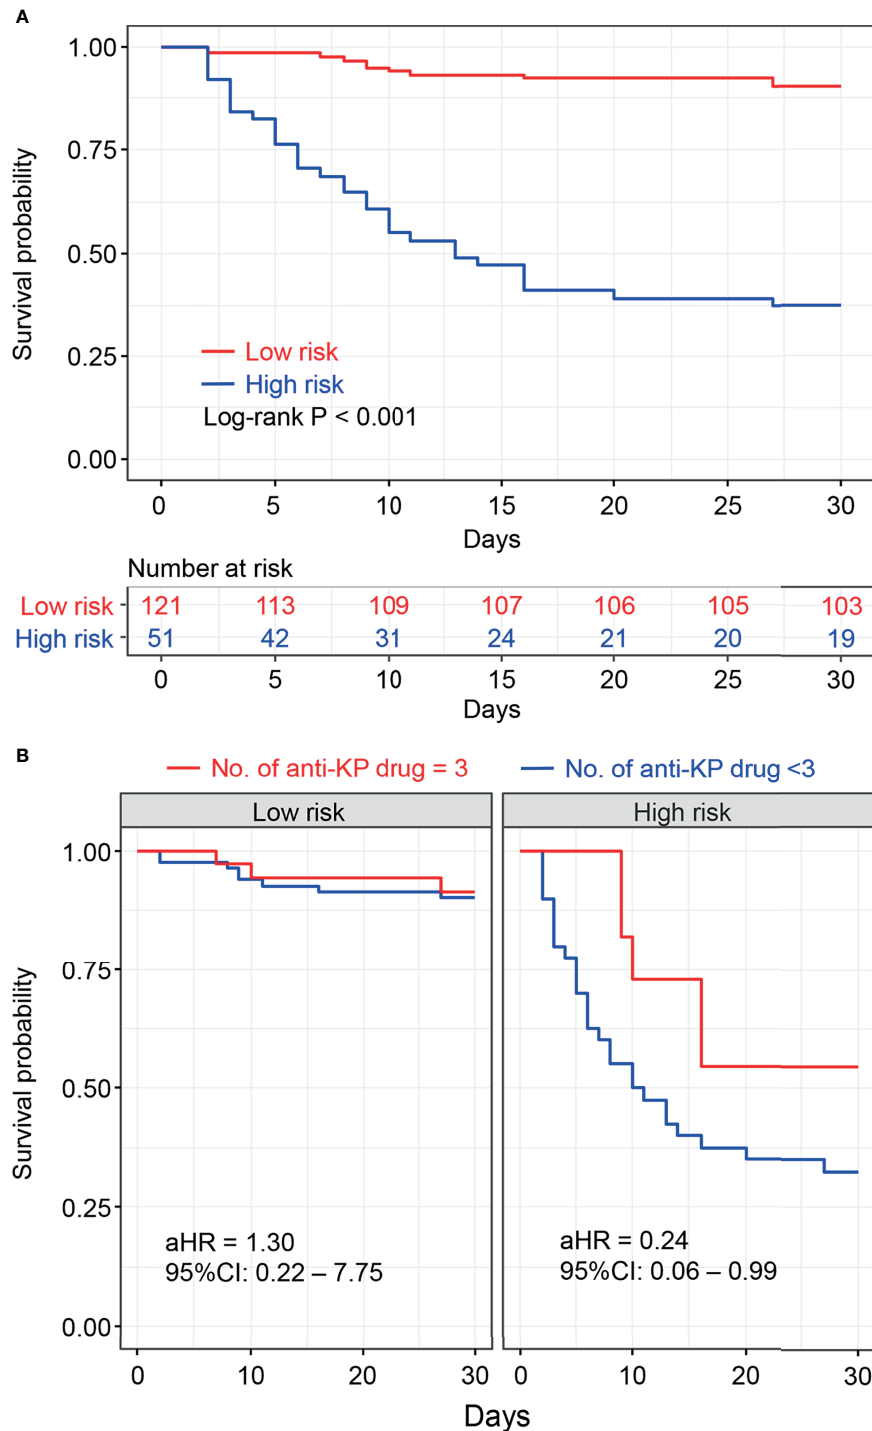 A
1.00
0.75
0.50
0.25
0.00
Survival probability
Low risk
High risk
Log-rank P < 0.001
0 5 10 15 20 25 30
Days
Number at risk
Low risk 121 113 109 107 106 105 103
High risk 51 42 31 24 21 20 19
0 5 10 15 20 25 30
Days
B
No. of anti-KP drug = 3 No. of anti-KP drug <3
Low risk High risk
1.00
0.75
0.50
0.25
0.00
Survival probability
aHR = 1.30
95%CI: 0.22 – 7.75
aHR = 0.24
95%CI: 0.06 – 0.99
0 10 20 30 0 10 20 30
Days